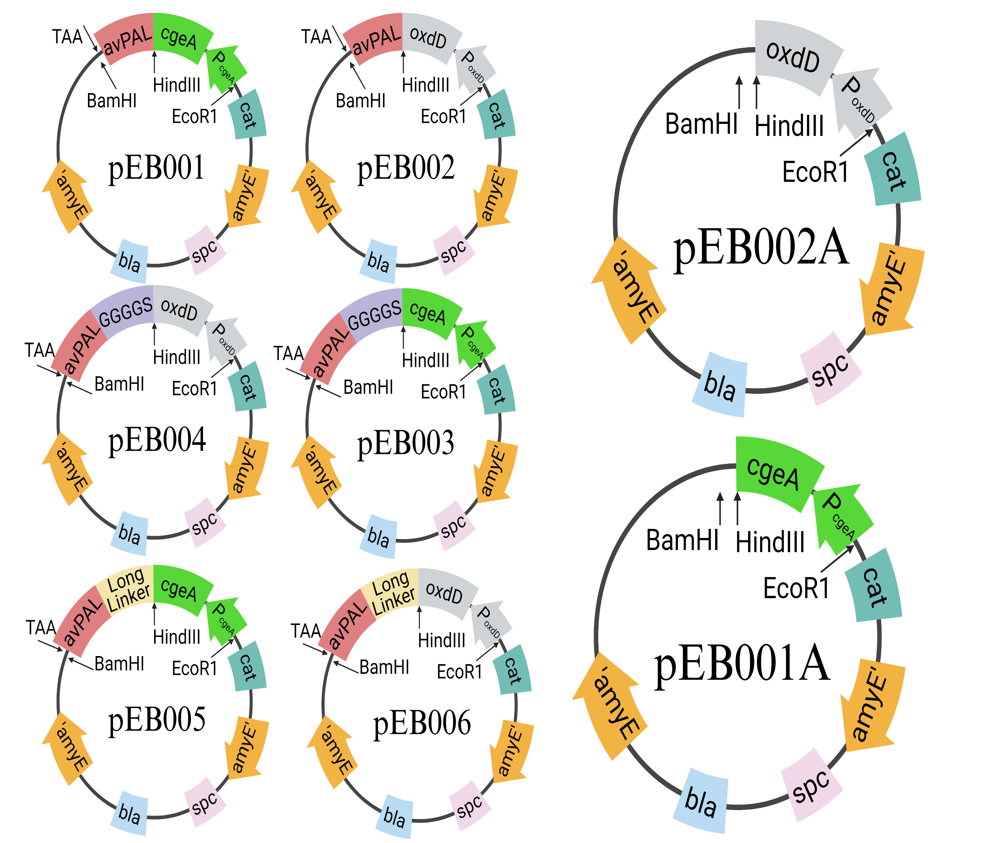 TAA
avPAL
cgeA
P
cgeA
HindIII
BamHI
EcoR1
cat
pEB001
'amyE
amyE'
bla
spc
TAA
avPAL
oxdD
P
oxdD
HindIII
BamHI
EcoR1
cat
pEB002
'amyE
amyE'
bla
spc
oxdD
P
oxdD
BamHI
HindIII
EcoR1
cat
pEB002A
'amyE
amyE'
bla
spc
TAA
avPAL
GGGGS
oxdD
P
oxdD
HindIII
BamHI
EcoR1
cat
pEB004
'amyE
amyE'
bla
spc
TAA
avPAL
GGGGS
cgeA
P
cgeA
HindIII
BamHI
EcoR1
cat
pEB003
'amyE
amyE'
bla
spc
cgeA
P
cgeA
BamHI
HindIII
EcoR1
cat
pEB001A
'amyE
amyE'
bla
spc
TAA
avPAL
Long
Linker
cgeA
P
cgeA
HindIII
BamHI
EcoR1
cat
pEB005
'amyE
amyE'
bla
spc
TAA
avPAL
Long
Linker
oxdD
P
oxdD
HindIII
BamHI
EcoR1
cat
pEB006
'amyE
amyE'
bla
spc